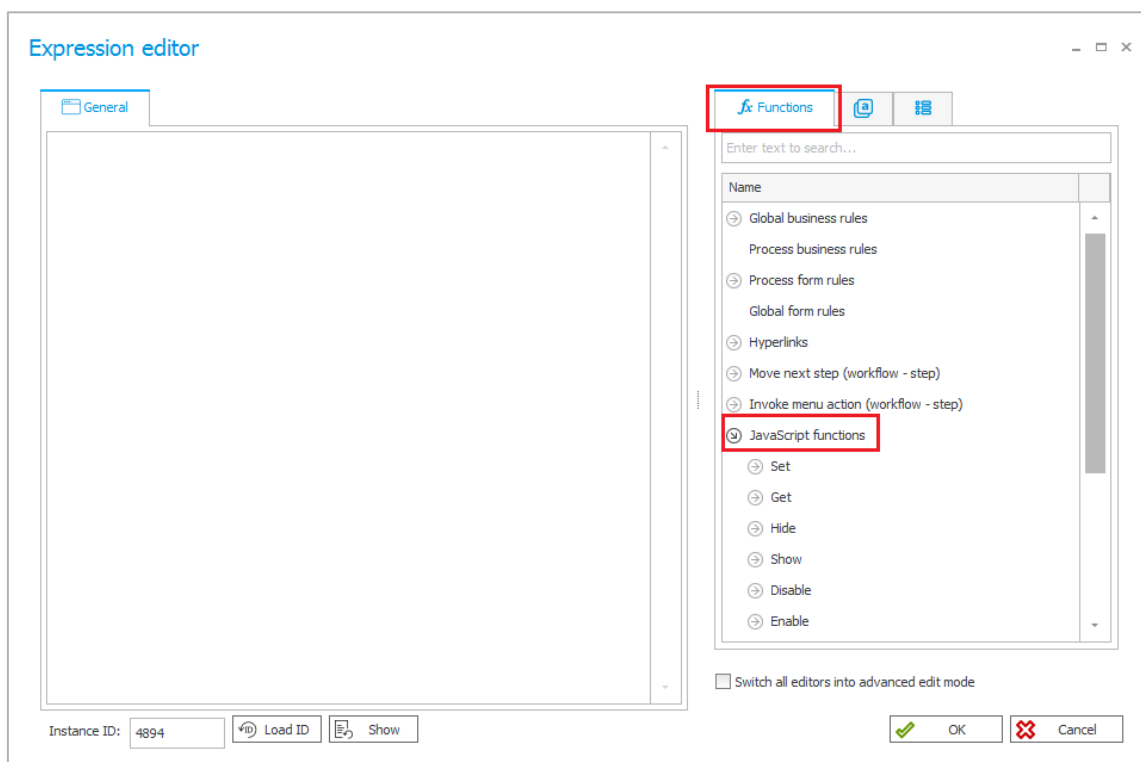 Expression editor
General
fx Functions
Enter text to search...
Name
Global business rules
Process business rules
Process form rules
Global form rules
Hyperlinks
Move next step (workflow - step)
Invoke menu action (workflow - step)
JavaScript functions
Set
Get
Hide
Show
Disable
Enable
Switch all editors into advanced edit mode
Instance ID: 4894 Load ID Show OK Cancel